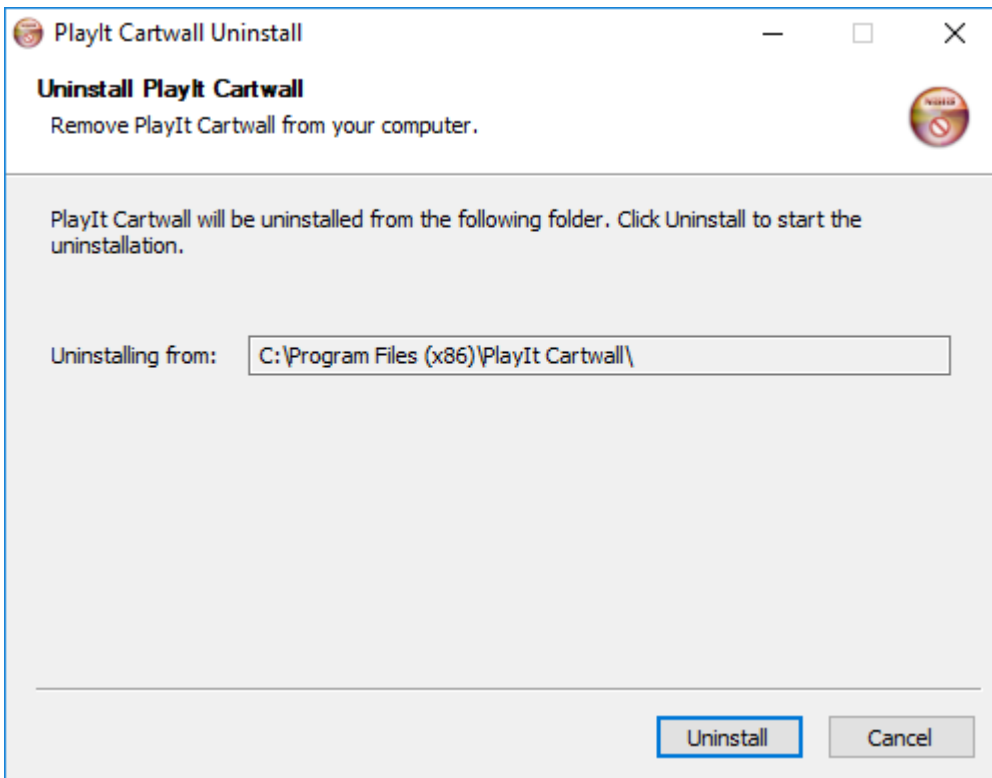 PlayIt Cartwall Uninstall
Uninstall PlayIt Cartwall
Remove PlayIt Cartwall from your computer.
PlayIt Cartwall will be uninstalled from the following folder. Click Uninstall to start the
uninstallation.
Uninstalling from: C:\Program Files (x86)\PlayIt Cartwall\
Uninstall Cancel